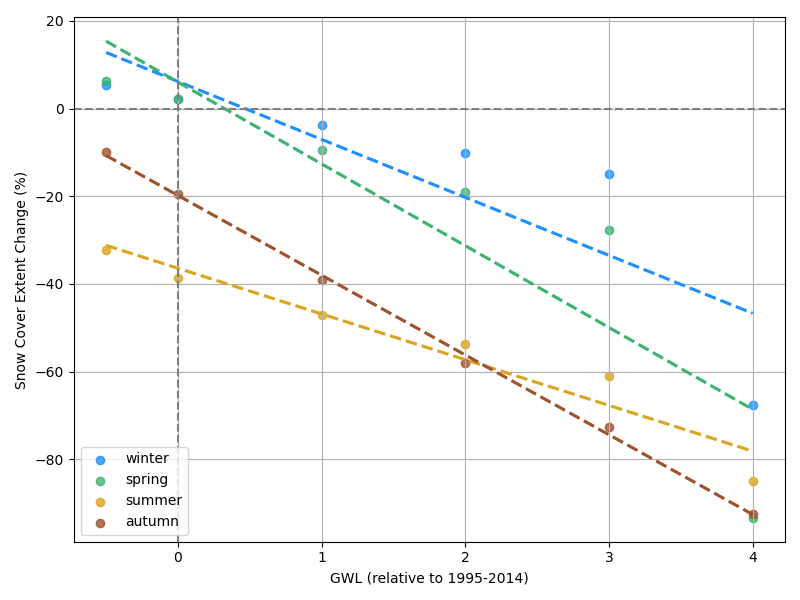 20
0
−20
−40
−60
−80
Snow Cover Extent Change (%)
winter
spring
summer
autumn
0 1 2 3 4
GWL (relative to 1995-2014)